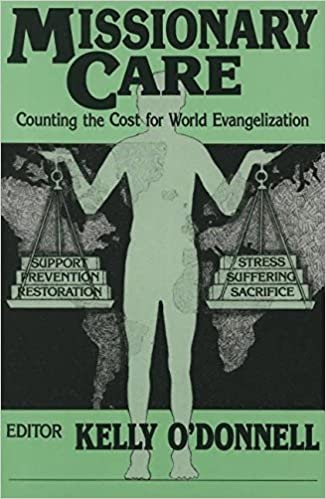 MISSIONARY
CARE
Counting the Cost for World Evangelization
SUPPORT
PREVENTION
RESTORATION
STRESS
SUFFERING
SACRIFICE
EDITOR KELLY O'DONNELL